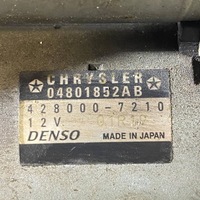 CHRYSLER
04801852AB
428000-7210
12V
DENSO MADE IN JAPAN